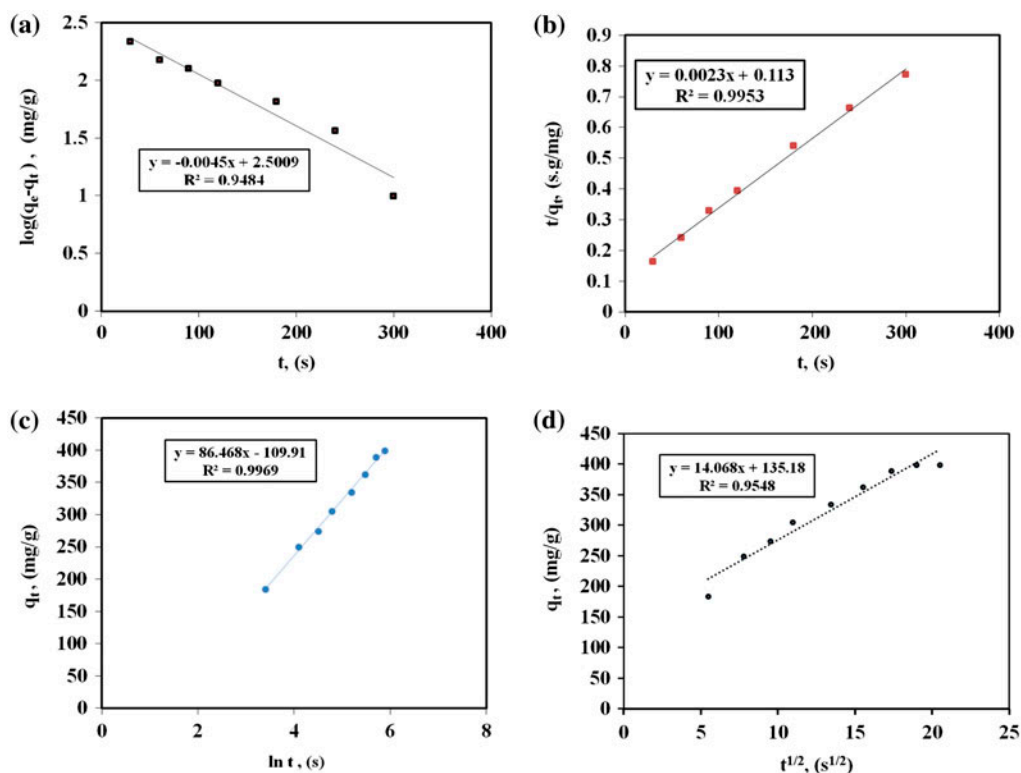 (a)
2.5
2
1.5
1
0.5
0
0 100 200 300 400
log(qe-qt) , (mg/g)
t, (s)
y = -0.0045x + 2.5009
R² = 0.9484
(b)
0.9
0.8
0.7
0.6
0.5
0.4
0.3
0.2
0.1
0
0 100 200 300 400
t/qt, (s.g/mg)
t, (s)
y = 0.0023x + 0.113
R² = 0.9953
(c)
450
400
350
300
250
200
150
100
50
0
0 2 4 6 8
qt , (mg/g)
ln t , (s)
y = 86.468x - 109.91
R² = 0.9969
(d)
450
400
350
300
250
200
150
100
50
0
0 5 10 15 20 25
qt , (mg/g)
t1/2, (s1/2)
y = 14.068x + 135.18
R² = 0.9548